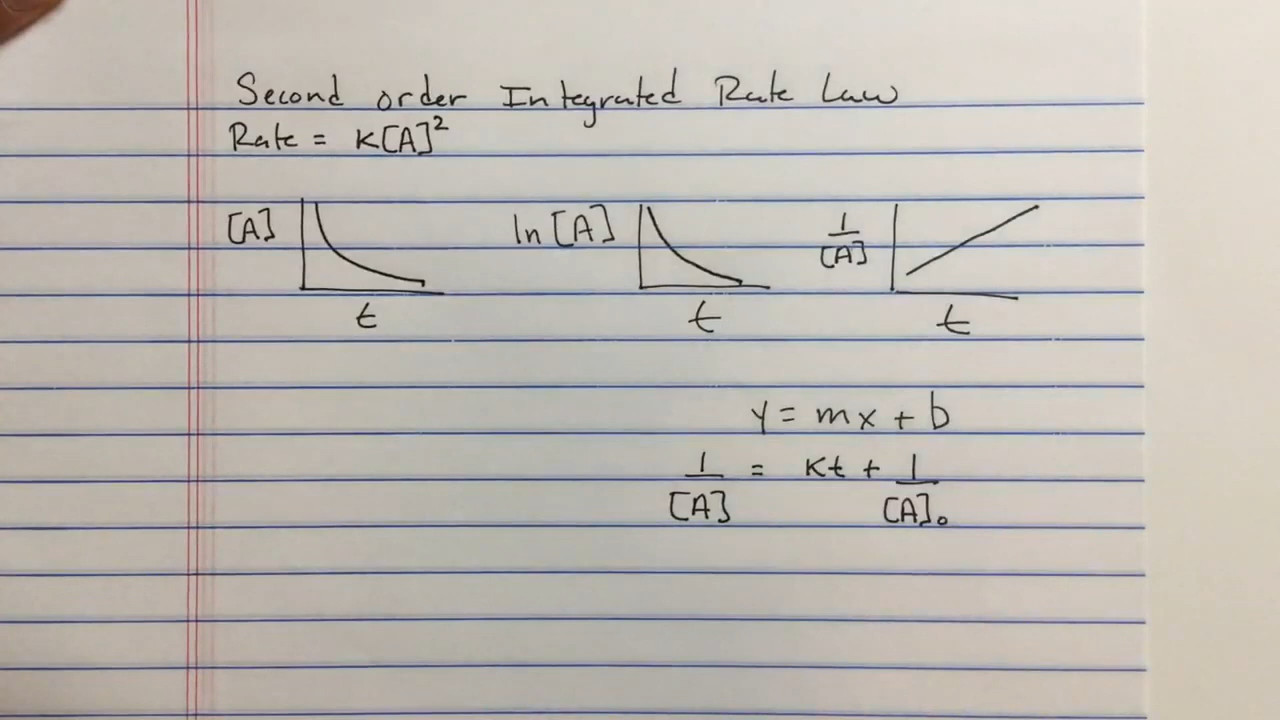 Second order Integrated Rate Law
Rate = K[A]²
[A] ln[A] 1/[A]
t t t
y = mx + b
1/[A] = Kt + 1/[A]₀